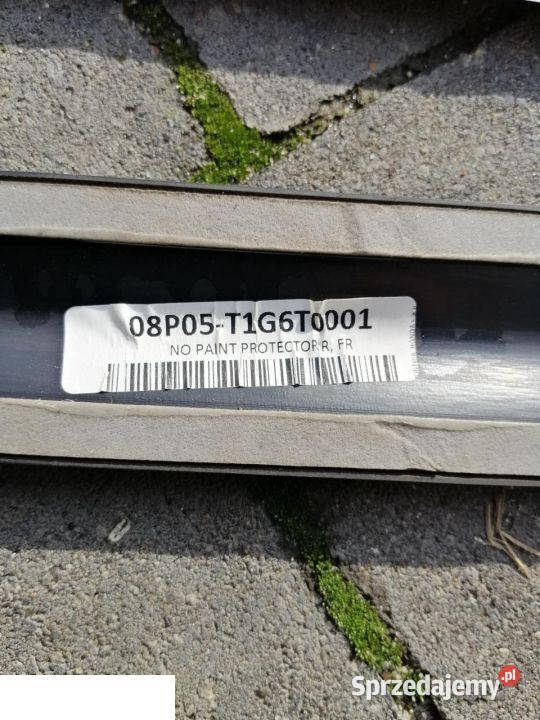 08P05-T1G6T0001
NO PAINT PROTECTOR R, FR
Sprzedajemy.pl